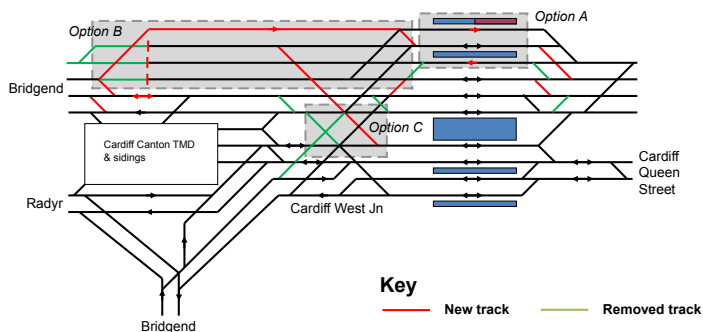 Option B
Option A
Bridgend
Option C
Cardiff Canton TMD
& sidings
Cardiff
Queen
Street
Radyr
Cardiff West Jn
Key
New track
Removed track
Bridgend